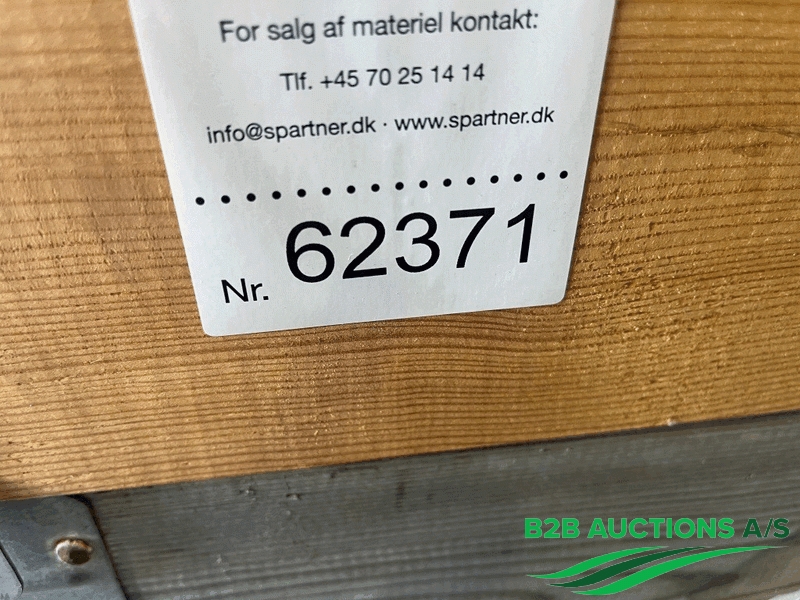 For salg af materiel kontakt:
Tlf. +45 70 25 14 14
info@spartner.dk · www.spartner.dk
Nr. 62371
B2B AUCTIONS A/S